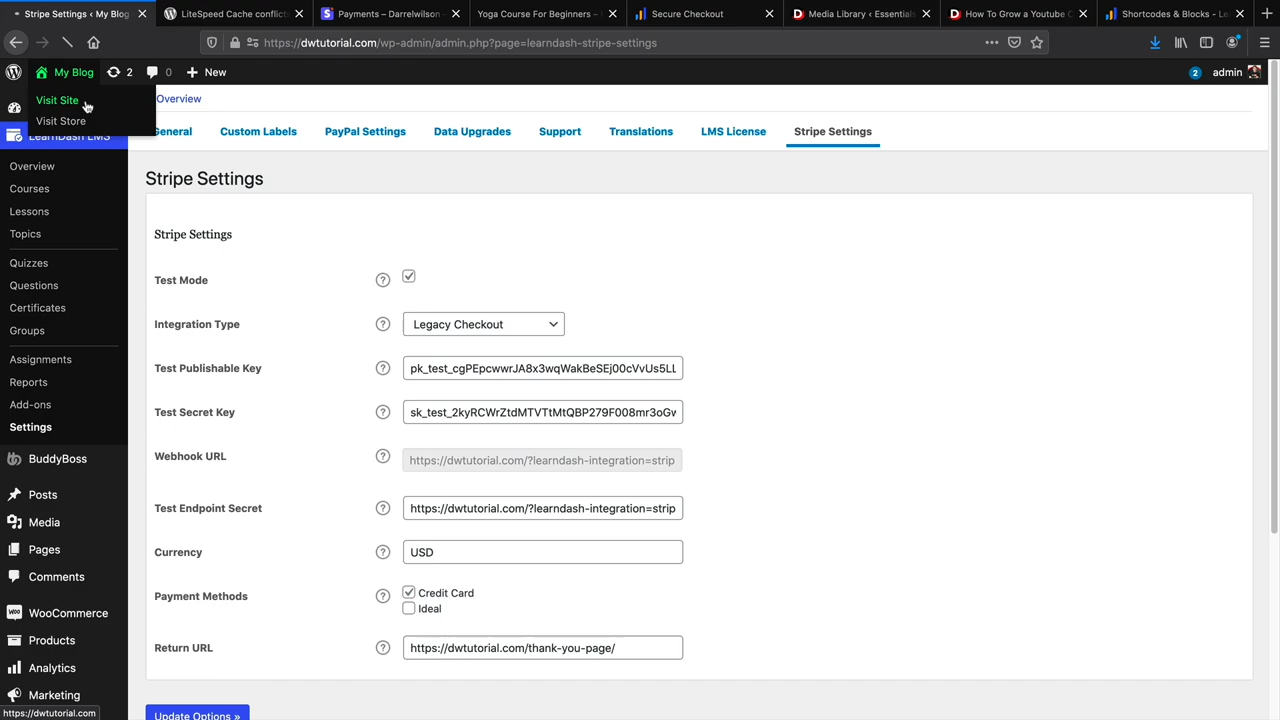 Stripe Settings ‹ My Blog
LiteSpeed Cache conflict
Payments – Darrelwilson
Yoga Course For Beginners –
Secure Checkout
Media Library ‹ Essentials
How To Grow a Youtube C
Shortcodes & Blocks - Le
https://dwtutorial.com/wp-admin/admin.php?page=learndash-stripe-settings
My Blog
2
0
New
2
admin
Visit Site
Visit Store
Overview
LearnDash LMS
General
Custom Labels
PayPal Settings
Data Upgrades
Support
Translations
LMS License
Stripe Settings
Overview
Courses
Lessons
Topics
Quizzes
Questions
Certificates
Groups
Assignments
Reports
Add-ons
Settings
BuddyBoss
Posts
Media
Pages
Comments
WooCommerce
Products
Analytics
Marketing
https://dwtutorial.com
Stripe Settings
Stripe Settings
Test Mode
Integration Type
Legacy Checkout
Test Publishable Key
pk_test_cgPEpcwwrJA8x3wqWakBeSEj00cVvUs5LL
Test Secret Key
sk_test_2kyRCWrZtdMTVTtMtQBP279F008mr3oGw
Webhook URL
https://dwtutorial.com/?learndash-integration=strip
Test Endpoint Secret
https://dwtutorial.com/?learndash-integration=strip
Currency
USD
Payment Methods
Credit Card
Ideal
Return URL
https://dwtutorial.com/thank-you-page/
Update Options »